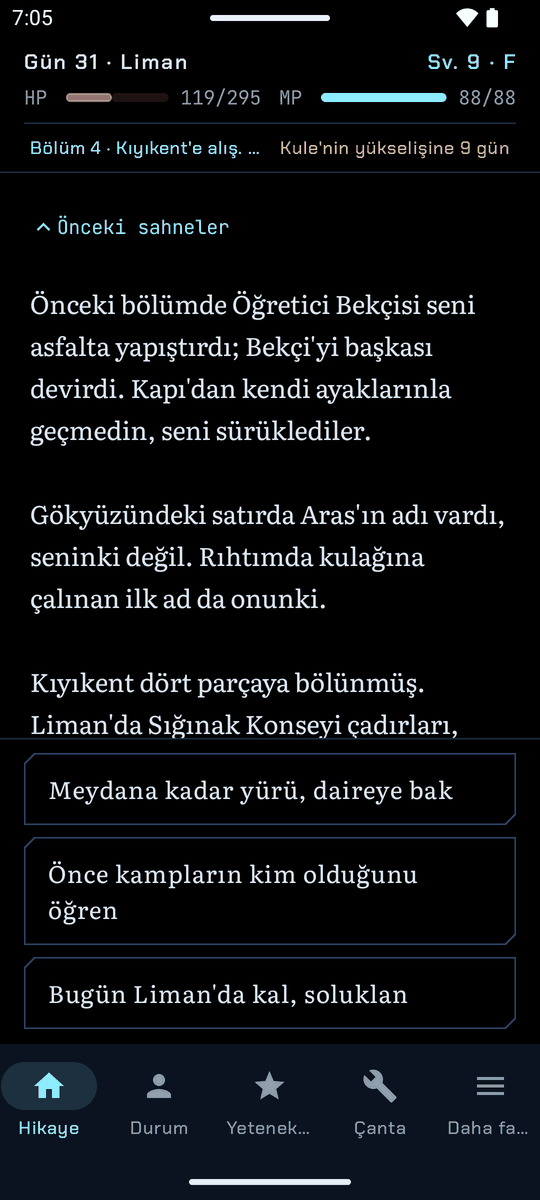 7:05
Gün 31 · Liman
Sv. 9 · F
HP 119/295 MP 88/88
Bölüm 4 · Kıyıkent'e alış. …
Kule'nin yükselişine 9 gün
Önceki sahneler
Önceki bölümde Öğretici Bekçisi seni
asfalta yapıştırdı; Bekçi'yi başkası
devirdi. Kapı'dan kendi ayaklarınla
geçmedin, seni sürüklediler.
Gökyüzündeki satırda Aras'ın adı vardı,
seninki değil. Rıhtımda kulağına
çalınan ilk ad da onunki.
Kıyıkent dört parçaya bölünmüş.
Liman'da Sığınak Konseyi çadırları,
Meydana kadar yürü, daireye bak
Önce kampların kim olduğunu
öğren
Bugün Liman'da kal, soluklan
Hikaye
Durum
Yetenek…
Çanta
Daha fa…